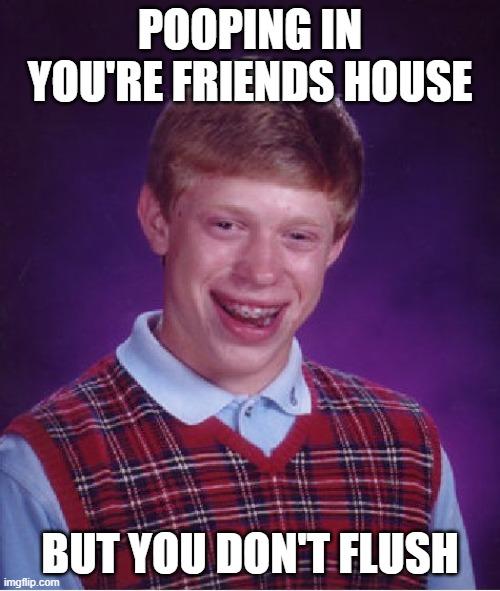 POOPING IN
YOU'RE FRIENDS HOUSE
BUT YOU DON'T FLUSH
imgflip.com